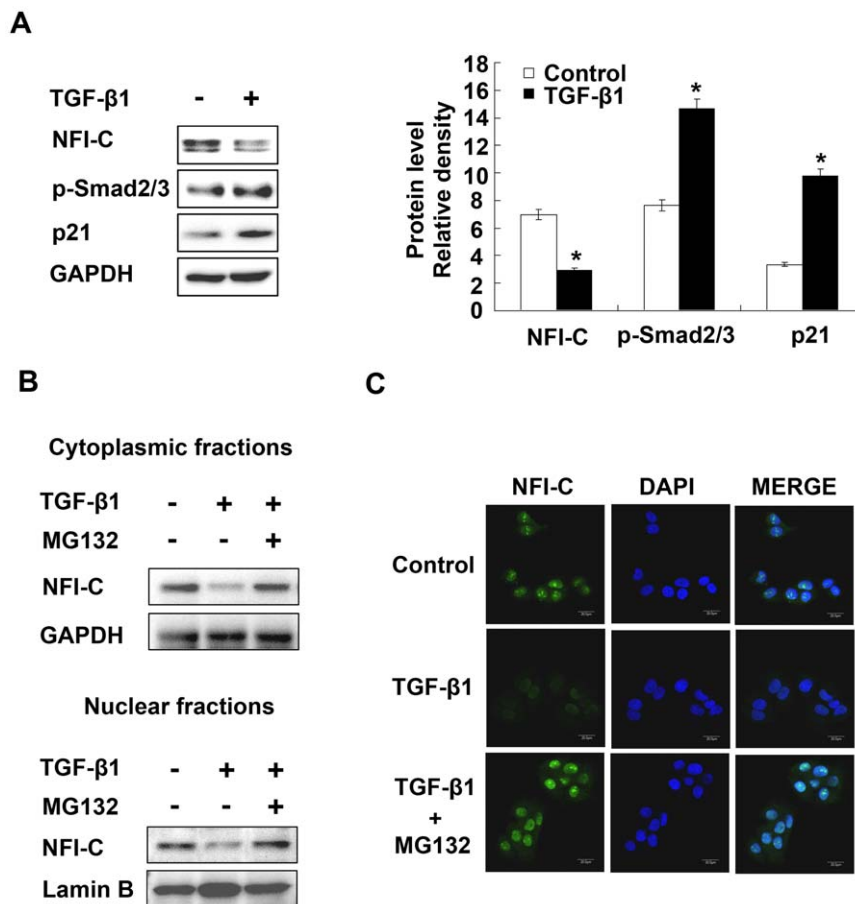 A
TGF-β1 - +
NFI-C
p-Smad2/3
p21
GAPDH
Protein level
Relative density
18
16
14
12
10
8
6
4
2
0
Control
TGF-β1
*
*
*
NFI-C p-Smad2/3 p21
B
Cytoplasmic fractions
TGF-β1 - + +
MG132 - - +
NFI-C
GAPDH
Nuclear fractions
TGF-β1 - + +
MG132 - - +
NFI-C
Lamin B
C
NFI-C DAPI MERGE
Control
TGF-β1
TGF-β1
+
MG132